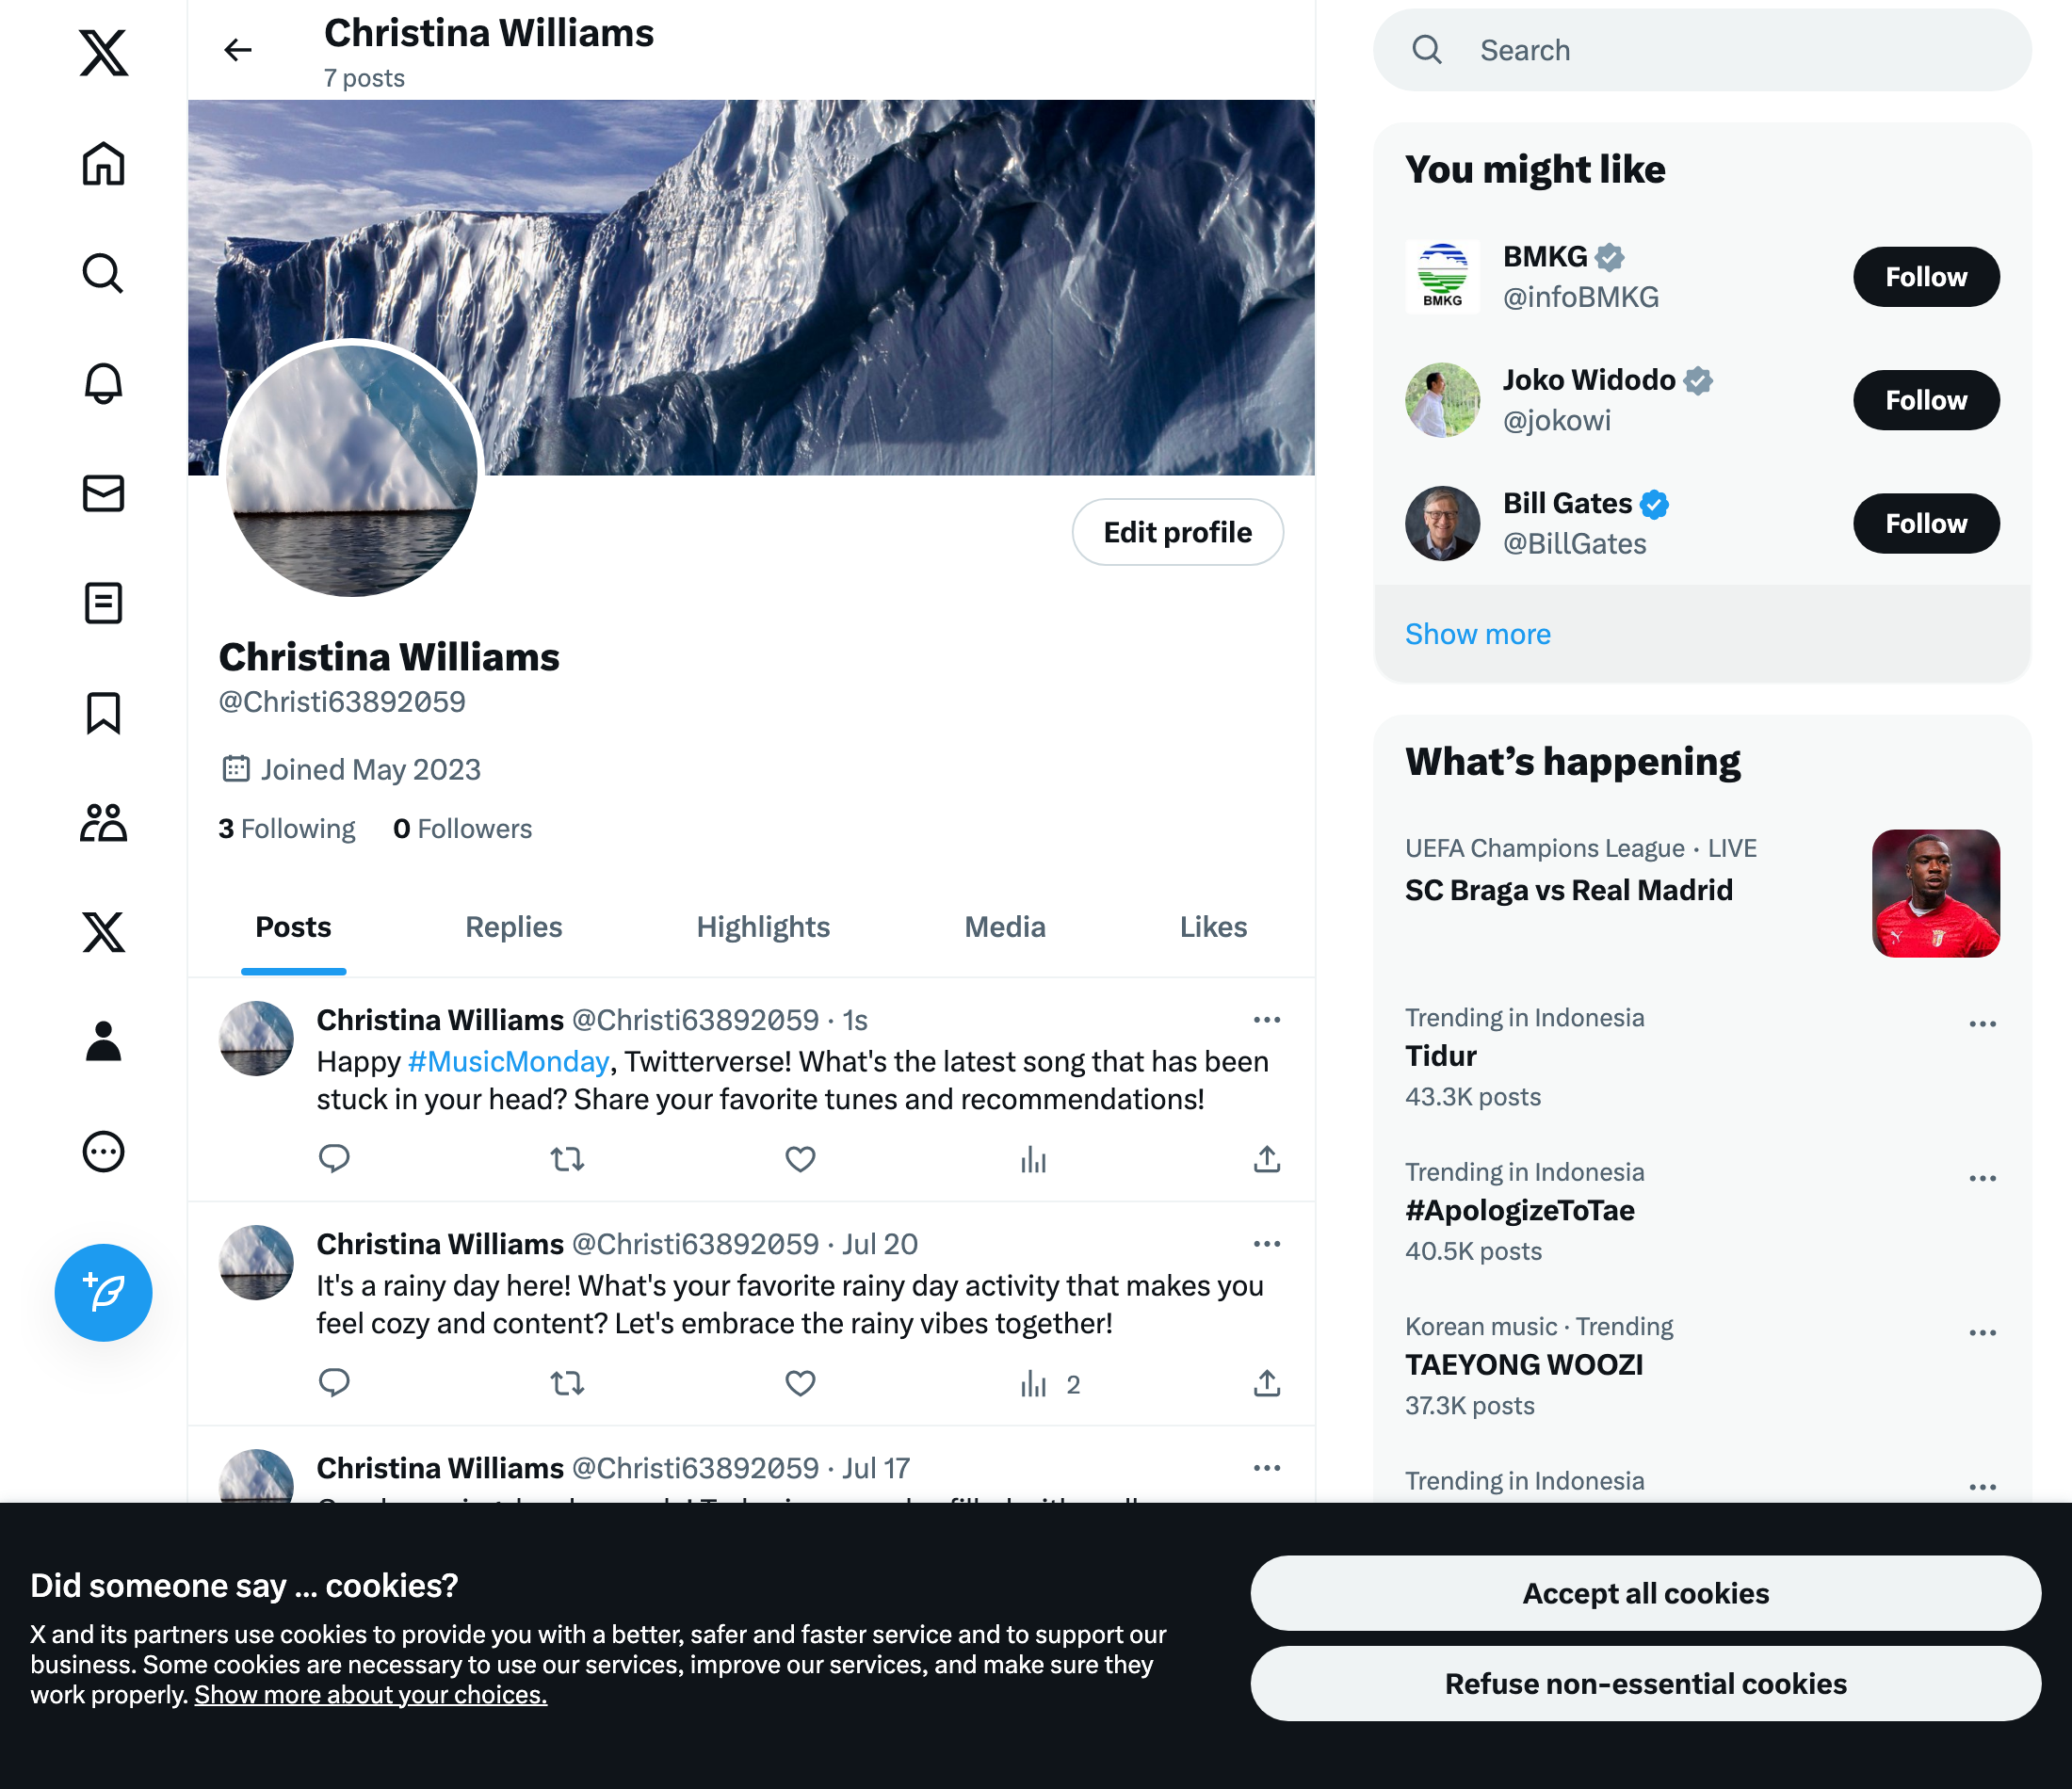 Christina Williams
7 posts
Edit profile
Christina Williams
@Christi63892059
Joined May 2023
3 Following 0 Followers
Posts Replies Highlights Media Likes
Christina Williams @Christi63892059 · 1s
Happy #MusicMonday, Twitterverse! What's the latest song that has been
stuck in your head? Share your favorite tunes and recommendations!
Christina Williams @Christi63892059 · Jul 20
It's a rainy day here! What's your favorite rainy day activity that makes you
feel cozy and content? Let's embrace the rainy vibes together!
2
Christina Williams @Christi63892059 · Jul 17
Search
You might like
BMKG
BMKG
@infoBMKG
Follow
Joko Widodo
@jokowi
Follow
Bill Gates
@BillGates
Follow
Show more
What’s happening
UEFA Champions League · LIVE
SC Braga vs Real Madrid
Trending in Indonesia
Tidur
43.3K posts
Trending in Indonesia
#ApologizeToTae
40.5K posts
Korean music · Trending
TAEYONG WOOZI
37.3K posts
Trending in Indonesia
Did someone say … cookies?
X and its partners use cookies to provide you with a better, safer and faster service and to support our
business. Some cookies are necessary to use our services, improve our services, and make sure they
work properly. Show more about your choices.
Accept all cookies
Refuse non-essential cookies